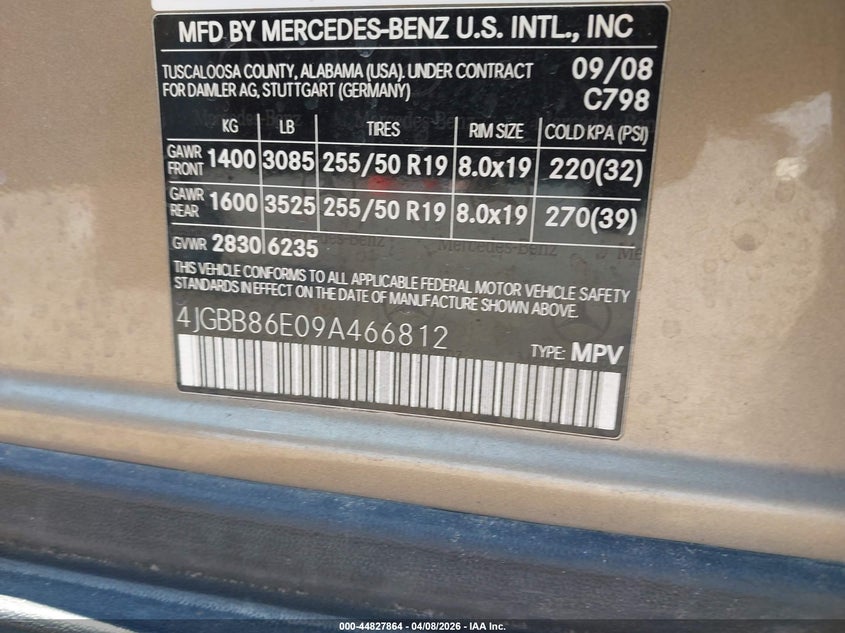 MFD BY MERCEDES-BENZ U.S. INTL., INC
TUSCALOOSA COUNTY, ALABAMA (USA). UNDER CONTRACT
FOR DAIMLER AG, STUTTGART (GERMANY)
09/08
C798
KG LB TIRES RIM SIZE COLD KPA (PSI)
GAWR FRONT 1400 3085 255/50 R19 8.0x19 220(32)
GAWR REAR 1600 3525 255/50 R19 8.0x19 270(39)
GVWR 2830 6235
THIS VEHICLE CONFORMS TO ALL APPLICABLE FEDERAL MOTOR VEHICLE SAFETY
STANDARDS IN EFFECT ON THE DATE OF MANUFACTURE SHOWN ABOVE.
4JGBB86E09A466812
TYPE: MPV
000-44827864 - 04/08/2026 - IAA Inc.